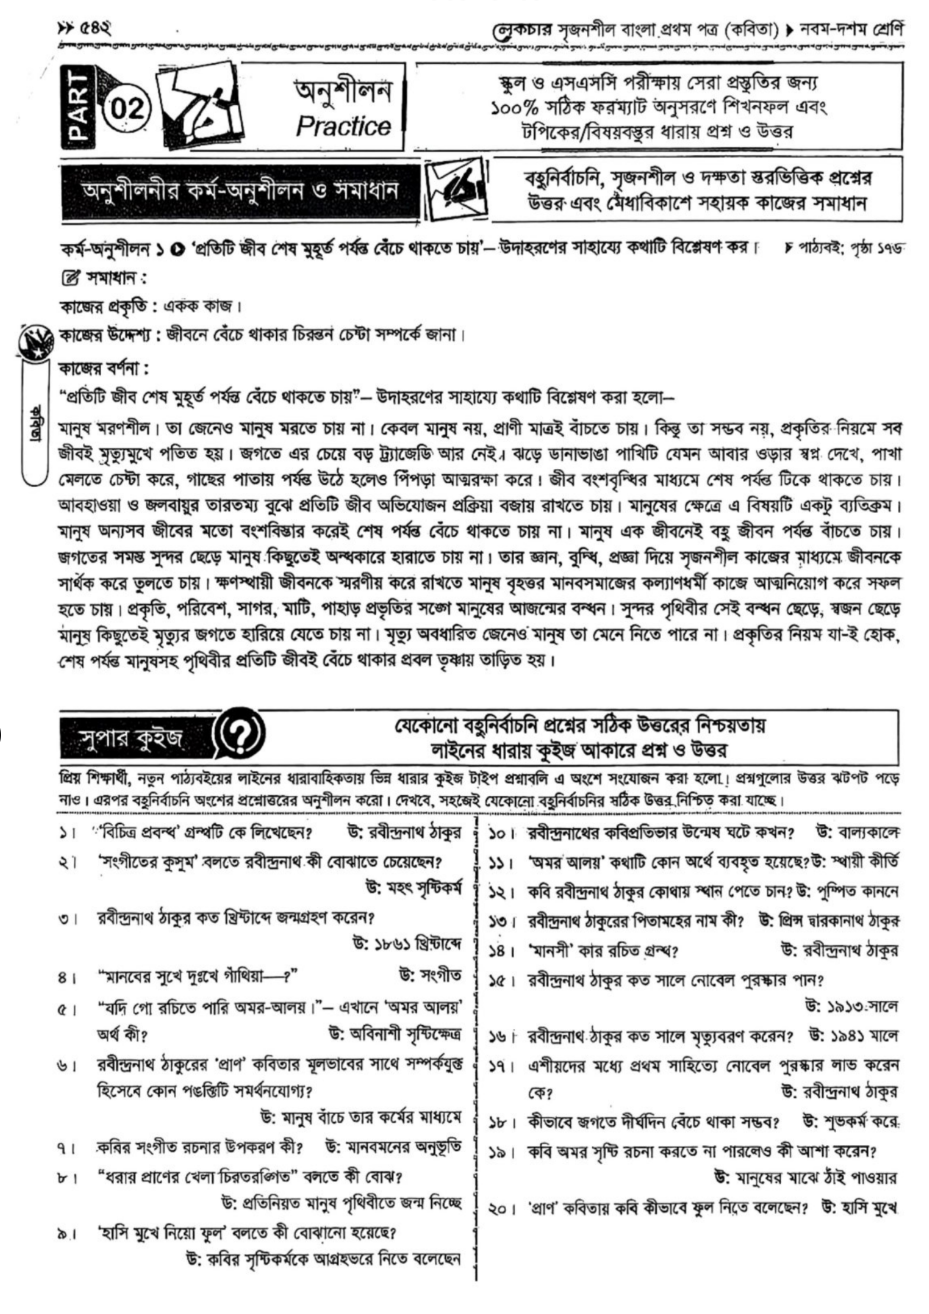 ৫৪২
লেকচার সৃজনশীল বাংলা প্রথম পত্র (কবিতা) ▶ নবম-দশম শ্রেণি
PART
02
অনুশীলন
Practice
স্কুল ও এসএসসি পরীক্ষায় সেরা প্রস্তুতির জন্য
১০০% সঠিক ফরম্যাট অনুসরণে শিখনফল এবং
টপিকের/বিষয়বস্তুর ধারায় প্রশ্ন ও উত্তর
অনুশীলনীর কর্ম-অনুশীলন ও সমাধান
বহুনির্বাচনি, সৃজনশীল ও দক্ষতা স্তরভিত্তিক প্রশ্নের
উত্তর এবং মেধাবিকাশে সহায়ক কাজের সমাধান
কর্ম-অনুশীলন ১ ‘প্রতিটি জীব শেষ মুহূর্ত পর্যন্ত বেঁচে থাকতে চায়’– উদাহরণের সাহায্যে কথাটি বিশ্লেষণ কর। পাঠ্যবই; পৃষ্ঠা ১৭৬
সমাধান :
কাজের প্রকৃতি : একক কাজ।
কাজের উদ্দেশ্য : জীবনে বেঁচে থাকার চিরন্তন চেষ্টা সম্পর্কে জানা।
কাজের বর্ণনা :
কবিতা
“প্রতিটি জীব শেষ মুহূর্ত পর্যন্ত বেঁচে থাকতে চায়”– উদাহরণের সাহায্যে কথাটি বিশ্লেষণ করা হলো–
মানুষ মরণশীল। তা জেনেও মানুষ মরতে চায় না। কেবল মানুষ নয়, প্রাণী মাত্রই বাঁচতে চায়। কিন্তু তা সম্ভব নয়, প্রকৃতির নিয়মে সব
জীবই মৃত্যুমুখে পতিত হয়। জগতে এর চেয়ে বড় ট্র্যাজেডি আর নেই। ঝড়ে ডানাভাঙা পাখিটি যেমন আবার ওড়ার স্বপ্ন দেখে, পাখা
মেলতে চেষ্টা করে, গাছের পাতায় পর্যন্ত উঠে হলেও পিঁপড়া আত্মরক্ষা করে। জীব বংশবৃদ্ধির মাধ্যমে শেষ পর্যন্ত টিকে থাকতে চায়।
আবহাওয়া ও জলবায়ুর তারতম্য বুঝে প্রতিটি জীব অভিযোজন প্রক্রিয়া বজায় রাখতে চায়। মানুষের ক্ষেত্রে এ বিষয়টি একটু ব্যতিক্রম।
মানুষ অন্যসব জীবের মতো বংশবিস্তার করেই শেষ পর্যন্ত বেঁচে থাকতে চায় না। মানুষ এক জীবনেই বহু জীবন পর্যন্ত বাঁচতে চায়।
জগতের সমস্ত সুন্দর ছেড়ে মানুষ কিছুতেই অন্ধকারে হারাতে চায় না। তার জ্ঞান, বুদ্ধি, প্রজ্ঞা দিয়ে সৃজনশীল কাজের মাধ্যমে জীবনকে
সার্থক করে তুলতে চায়। ক্ষণস্থায়ী জীবনকে স্মরণীয় করে রাখতে মানুষ বৃহত্তর মানবসমাজের কল্যাণধর্মী কাজে আত্মনিয়োগ করে সফল
হতে চায়। প্রকৃতি, পরিবেশ, সাগর, মাটি, পাহাড় প্রভৃতির সঙ্গে মানুষের আজন্মের বন্ধন। সুন্দর পৃথিবীর সেই বন্ধন ছেড়ে, স্বজন ছেড়ে
মানুষ কিছুতেই মৃত্যুর জগতে হারিয়ে যেতে চায় না। মৃত্যু অবধারিত জেনেও মানুষ তা মেনে নিতে পারে না। প্রকৃতির নিয়ম যা-ই হোক,
শেষ পর্যন্ত মানুষসহ পৃথিবীর প্রতিটি জীবই বেঁচে থাকার প্রবল তৃষ্ণায় তাড়িত হয়।
সুপার কুইজ
যেকোনো বহুনির্বাচনি প্রশ্নের সঠিক উত্তরের নিশ্চয়তায়
লাইনের ধারায় কুইজ আকারে প্রশ্ন ও উত্তর
প্রিয় শিক্ষার্থী, নতুন পাঠ্যবইয়ের লাইনের ধারাবাহিকতায় ভিন্ন ধারার কুইজ টাইপ প্রশ্নাবলি এ অংশে সংযোজন করা হলো। প্রশ্নগুলোর উত্তর ঝটপট পড়ে
নাও। এরপর বহুনির্বাচনি অংশের প্রশ্নোত্তরের অনুশীলন করো। দেখবে, সহজেই যেকোনো বহুনির্বাচনির সঠিক উত্তর নিশ্চিত করা যাচ্ছে।
১। ‘বিচিত্র প্রবন্ধ’ গ্রন্থটি কে লিখেছেন? উ: রবীন্দ্রনাথ ঠাকুর
২। ‘সংগীতের কুসুম’ বলতে রবীন্দ্রনাথ কী বোঝাতে চেয়েছেন?
উ: মহৎ সৃষ্টিকর্ম
৩। রবীন্দ্রনাথ ঠাকুর কত খ্রিষ্টাব্দে জন্মগ্রহণ করেন?
উ: ১৮৬১ খ্রিষ্টাব্দে
৪। “মানবের সুখে দুঃখে গাঁথিয়া—?” উ: সংগীত
৫। “যদি গো রচিতে পারি অমর-আলয়।”– এখানে ‘অমর আলয়’
অর্থ কী? উ: অবিনাশী সৃষ্টিক্ষেত্র
৬। রবীন্দ্রনাথ ঠাকুরের ‘প্রাণ’ কবিতার মূলভাবের সাথে সম্পর্কযুক্ত
হিসেবে কোন পঙক্তিটি সমর্থনযোগ্য?
উ: মানুষ বাঁচে তার কর্মের মাধ্যমে
৭। কবির সংগীত রচনার উপকরণ কী? উ: মানবমনের অনুভূতি
৮। “ধরার প্রাণের খেলা চিরতরঙ্গিত” বলতে কী বোঝ?
উ: প্রতিনিয়ত মানুষ পৃথিবীতে জন্ম নিচ্ছে
৯। ‘হাসি মুখে নিয়ো ফুল’ বলতে কী বোঝানো হয়েছে?
উ: কবির সৃষ্টিকর্মকে আগ্রহভরে নিতে বলেছেন
১০। রবীন্দ্রনাথের কবিপ্রতিভার উন্মেষ ঘটে কখন? উ: বাল্যকালে
১১। ‘অমর আলয়’ কথাটি কোন অর্থে ব্যবহৃত হয়েছে? উ: স্থায়ী কীর্তি
১২। কবি রবীন্দ্রনাথ ঠাকুর কোথায় স্থান পেতে চান? উ: পুষ্পিত কাননে
১৩। রবীন্দ্রনাথ ঠাকুরের পিতামহের নাম কী? উ: প্রিন্স দ্বারকানাথ ঠাকুর
১৪। ‘মানসী’ কার রচিত গ্রন্থ? উ: রবীন্দ্রনাথ ঠাকুর
১৫। রবীন্দ্রনাথ ঠাকুর কত সালে নোবেল পুরস্কার পান?
উ: ১৯১৩ সালে
১৬। রবীন্দ্রনাথ ঠাকুর কত সালে মৃত্যুবরণ করেন? উ: ১৯৪১ মালে
১৭। এশীয়দের মধ্যে প্রথম সাহিত্যে নোবেল পুরস্কার লাভ করেন
কে? উ: রবীন্দ্রনাথ ঠাকুর
১৮। কীভাবে জগতে দীর্ঘদিন বেঁচে থাকা সম্ভব? উ: শুভকর্ম করে
১৯। কবি অমর সৃষ্টি রচনা করতে না পারলেও কী আশা করেন?
উ: মানুষের মাঝে ঠাঁই পাওয়ার
২০। ‘প্রাণ’ কবিতায় কবি কীভাবে ফুল নিতে বলেছেন? উ: হাসি মুখে